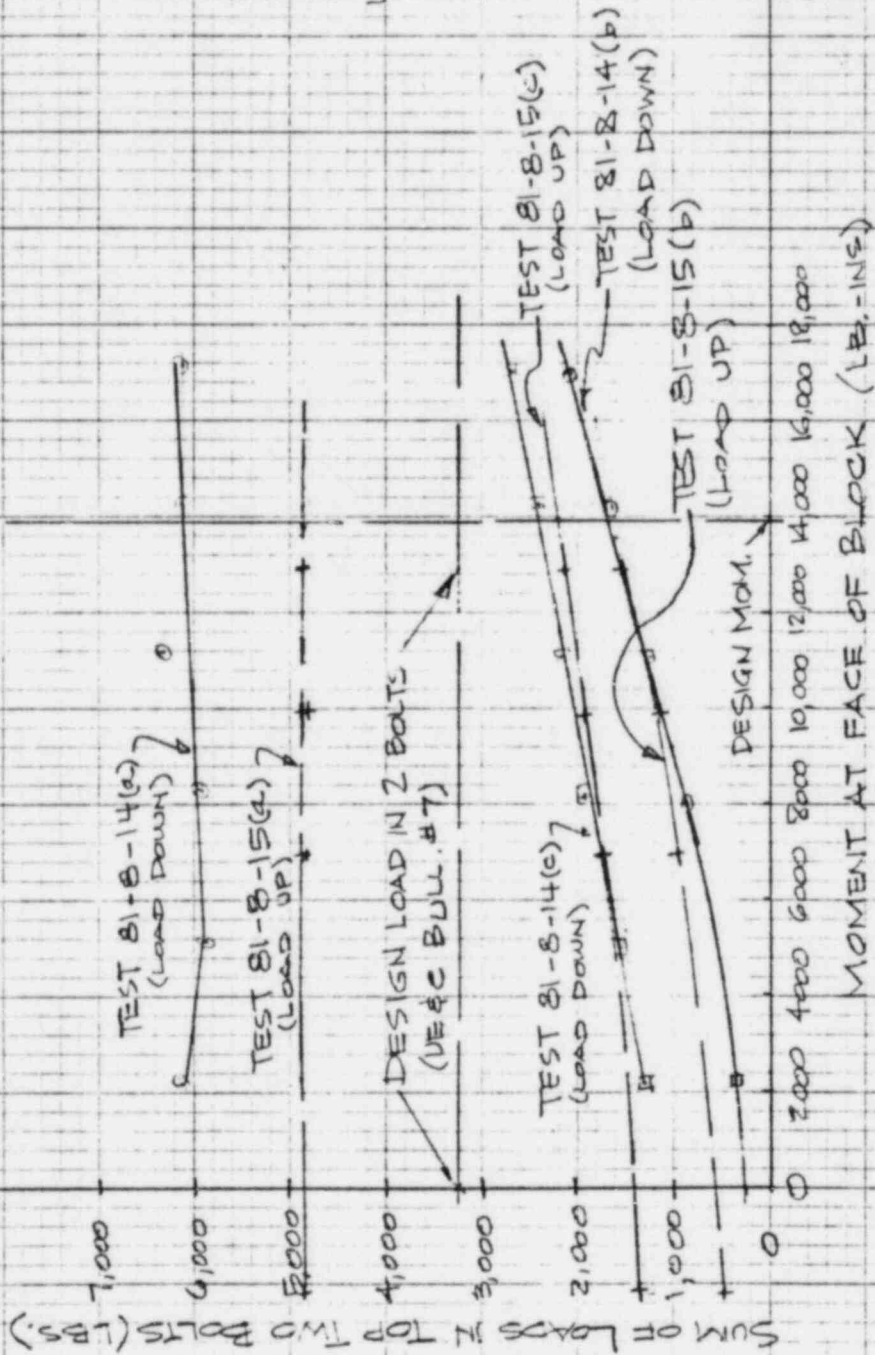 TEST 81-8-14(a)
(LOAD DOWN)
TEST 81-8-15(a)
(LOAD UP)
DESIGN LOAD IN 2 BOLTS
(UE&C BULL. #7)
TEST 81-8-14(c)
(LOAD DOWN)
TEST 81-8-15(c)
(LOAD UP)
TEST 81-8-14(b)
(LOAD DOWN)
TEST 81-8-15(b)
(LOAD UP)
DESIGN MOM.
SUM OF LOADS IN TOP TWO BOLTS (LBS.)
7,000
6,000
5,000
4,000
3,000
2,000
1,000
0
0 2000 4000 6000 8000 10,000 12,000 14,000 16,000 18,000
MOMENT AT FACE OF BLOCK (LB.-INS.)